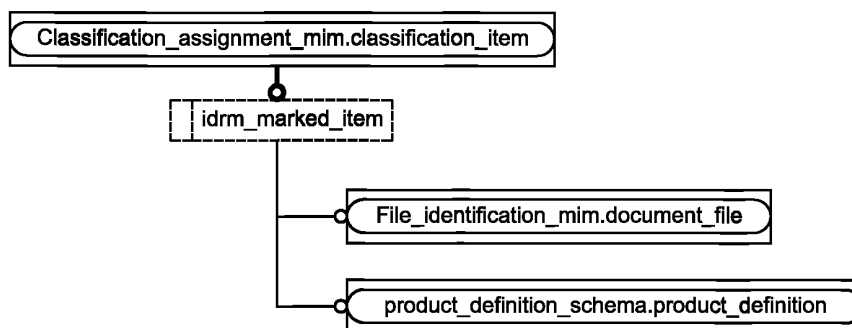 Classification_assignment_mim.classification_item
idrm_marked_item
File_identification_mim.document_file
product_definition_schema.product_definition